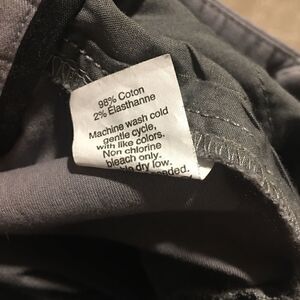 98% Coton
2% Elasthanne
Machine wash cold
gentle cycle,
with like colors.
Non chlorine
bleach only.
dry low.